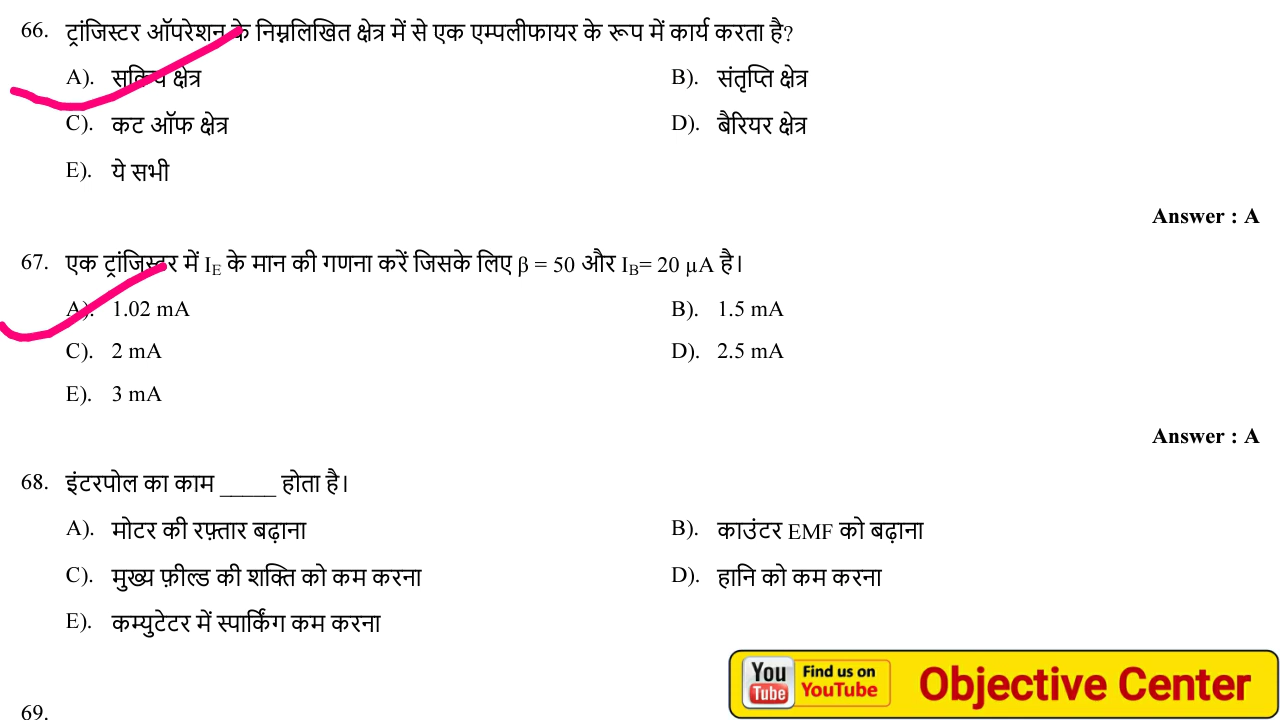 66. ट्रांजिस्टर ऑपरेशन के निम्नलिखित क्षेत्र में से एक एम्पलीफायर के रूप में कार्य करता है?
A). सक्रिय क्षेत्र B). संतृप्ति क्षेत्र
C). कट ऑफ क्षेत्र D). बैरियर क्षेत्र
E). ये सभी
Answer : A
67. एक ट्रांजिस्टर में IE के मान की गणना करें जिसके लिए β = 50 और IB= 20 µA है।
A). 1.02 mA B). 1.5 mA
C). 2 mA D). 2.5 mA
E). 3 mA
Answer : A
68. इंटरपोल का काम _____ होता है।
A). मोटर की रफ़्तार बढ़ाना B). काउंटर EMF को बढ़ाना
C). मुख्य फ़ील्ड की शक्ति को कम करना D). हानि को कम करना
E). कम्युटेटर में स्पार्किंग कम करना
You Tube Find us on YouTube Objective Center
69.